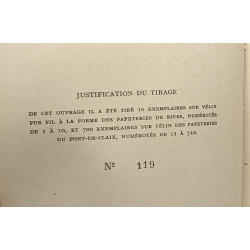 JUSTIFICATION DU TIRAGE
DE CET OUVRAGE IL A ÉTÉ TIRÉ 10 EXEMPLAIRES SUR VÉLIN
PUR FIL À LA FORME DES PAPETERIES DE RIVES, NUMÉROTÉS
DE 1 À 10, ET 700 EXEMPLAIRES SUR VÉLIN DES PAPETERIES
DU PONT-DE-CLAIX, NUMÉROTÉS DE 11 À 710.
Nº 119